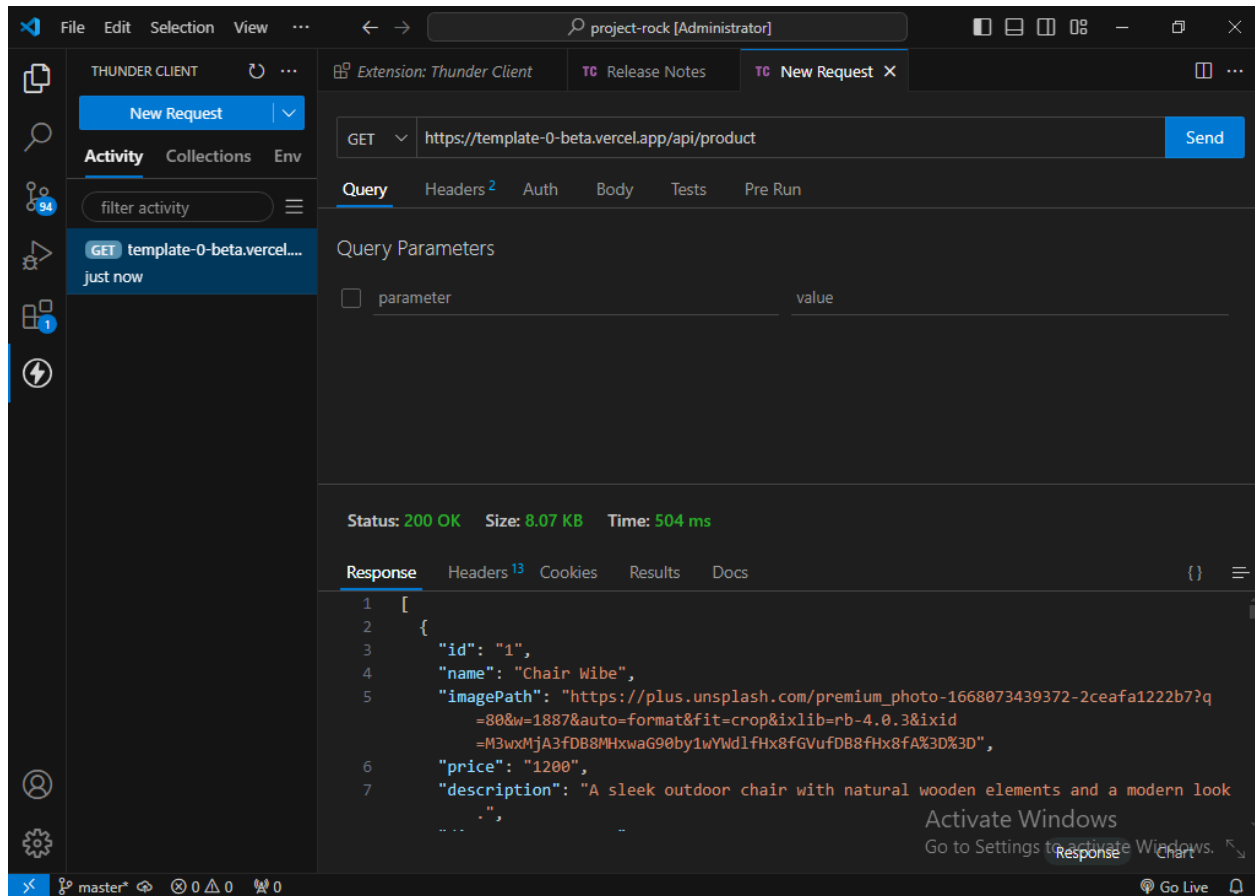 File Edit Selection View ···
project-rock [Administrator]
THUNDER CLIENT ···
Extension: Thunder Client
TC Release Notes
TC New Request
New Request
Activity Collections Env
filter activity
GET template-0-beta.vercel....
just now
94
1
GET https://template-0-beta.vercel.app/api/product Send
Query Headers 2 Auth Body Tests Pre Run
Query Parameters
parameter value
Status: 200 OK Size: 8.07 KB Time: 504 ms
Response Headers 13 Cookies Results Docs {}
1 [
2 {
3 "id": "1",
4 "name": "Chair Wibe",
5 "imagePath": "https://plus.unsplash.com/premium_photo-1668073439372-2ceafa1222b7?q
=80&w=1887&auto=format&fit=crop&ixlib=rb-4.0.3&ixid
=M3wxMjA3fDB8MHxwaG90by1wYWdlfHx8fGVufDB8fHx8fA%3D%3D",
6 "price": "1200",
7 "description": "A sleek outdoor chair with natural wooden elements and a modern look
.",
Activate Windows
Go to Settings to activate Windows.
Response Chart
master* 0 0 0 Go Live